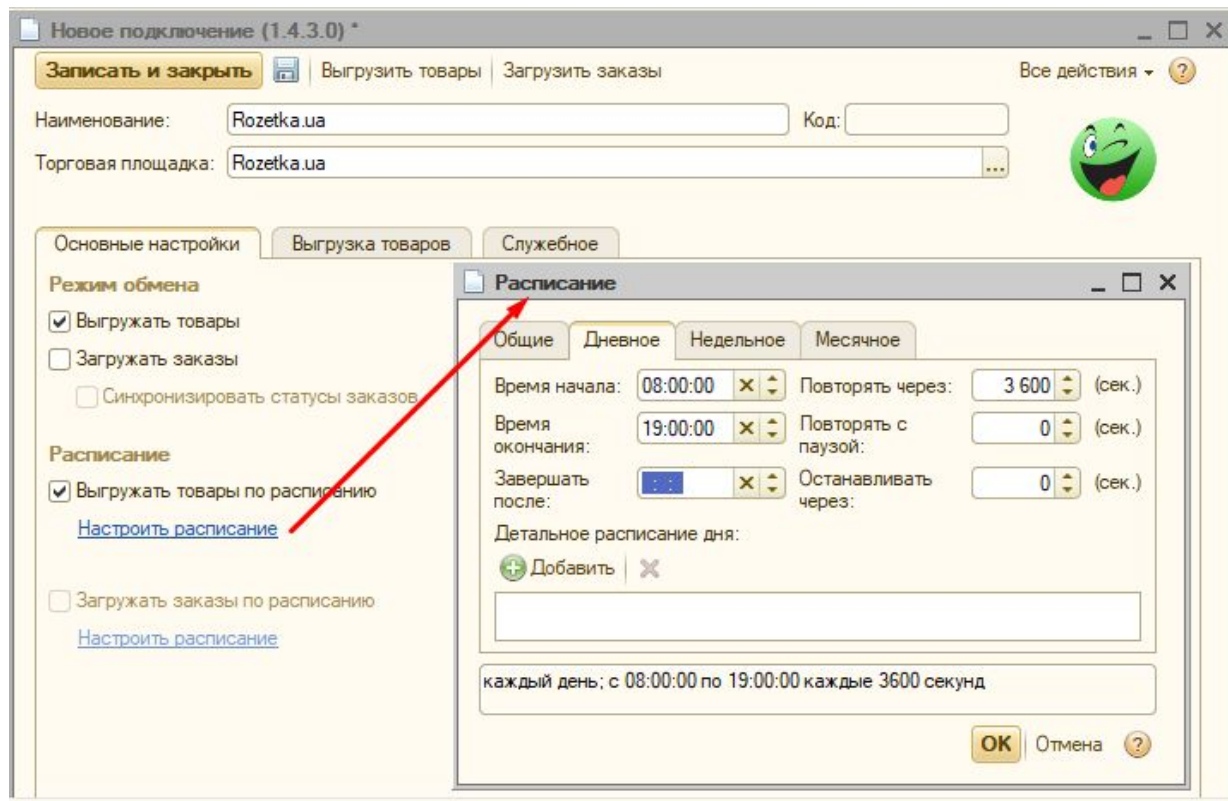 Новое подключение (1.4.3.0) *
Записать и закрыть Выгрузить товары Загрузить заказы Все действия ?
Наименование: Rozetka.ua Код:
Торговая площадка: Rozetka.ua ...
Основные настройки Выгрузка товаров Служебное
Режим обмена
Выгружать товары
Загружать заказы
Синхронизировать статусы заказов
Расписание
Выгружать товары по расписанию
Настроить расписание
Загружать заказы по расписанию
Настроить расписание
Расписание
Общие Дневное Недельное Месячное
Время начала: 08:00:00 Повторять через: 3 600 (сек.)
Время окончания: 19:00:00 Повторять с паузой: 0 (сек.)
Завершать после: : : Останавливать через: 0 (сек.)
Детальное расписание дня:
Добавить
каждый день; с 08:00:00 по 19:00:00 каждые 3600 секунд
OK Отмена ?